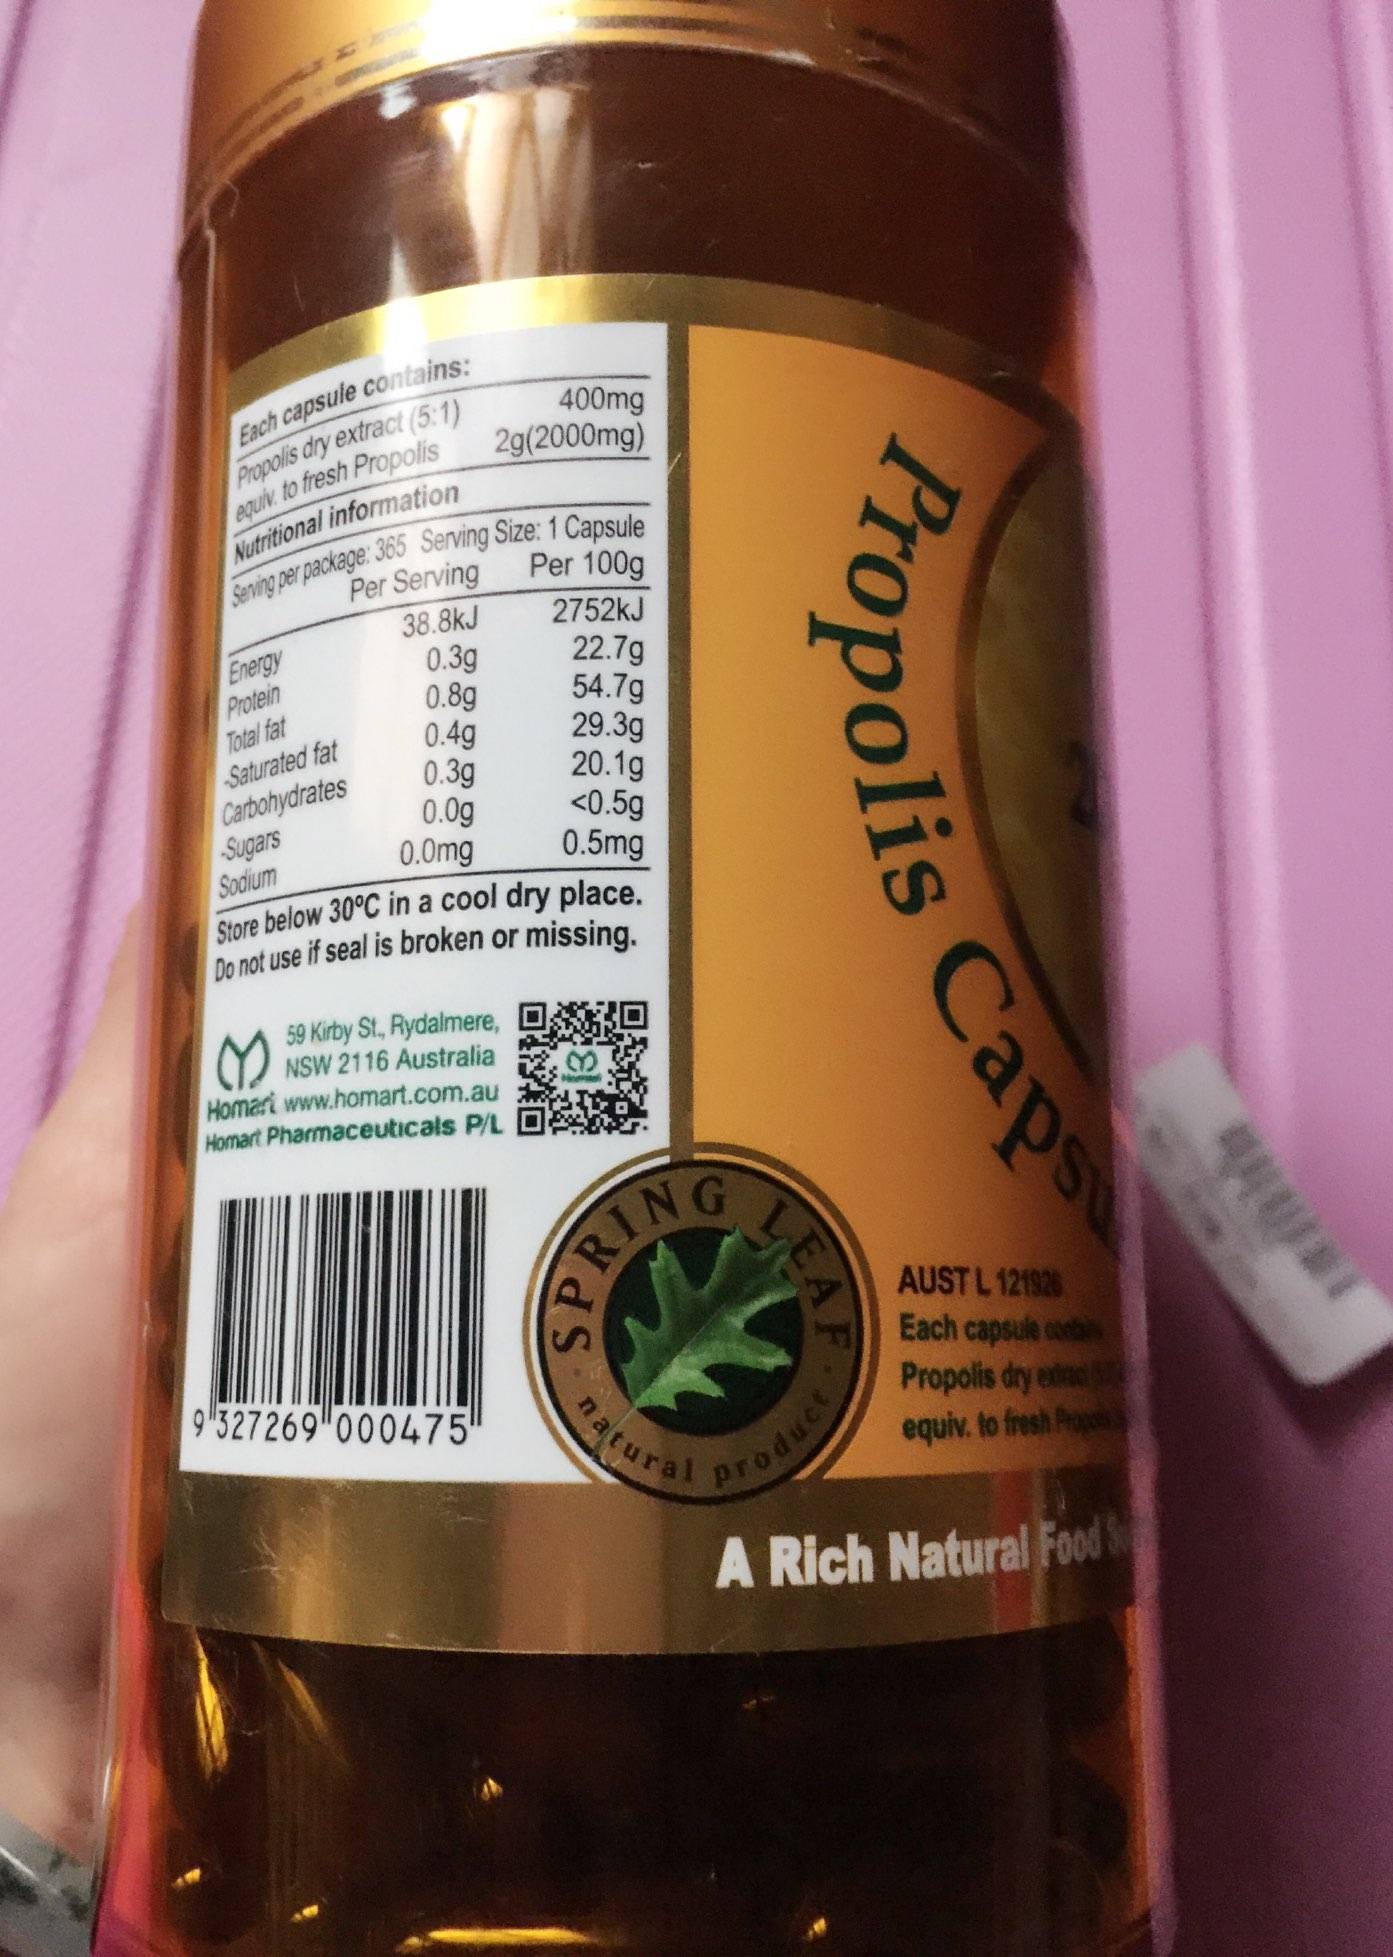 Each capsule contains:
Propolis dry extract (5:1) 400mg
equiv. to fresh Propolis 2g(2000mg)
Nutritional information
Serving per package: 365 Serving Size: 1 Capsule
Per Serving Per 100g
Energy 38.8kJ 2752kJ
Protein 0.3g 22.7g
Total fat 0.8g 54.7g
-Saturated fat 0.4g 29.3g
Carbohydrates 0.3g 20.1g
-Sugars 0.0g <0.5g
Sodium 0.0mg 0.5mg
Store below 30°C in a cool dry place.
Do not use if seal is broken or missing.
59 Kirby St., Rydalmere,
NSW 2116 Australia
Homart www.homart.com.au
Homart Pharmaceuticals P/L
Homart
9 327269 000475
SPRING LEAF
natural product
Propolis Capsu
AUST L 121926
Each capsule
Propolis dry
equiv. to fresh
A Rich Natural Food